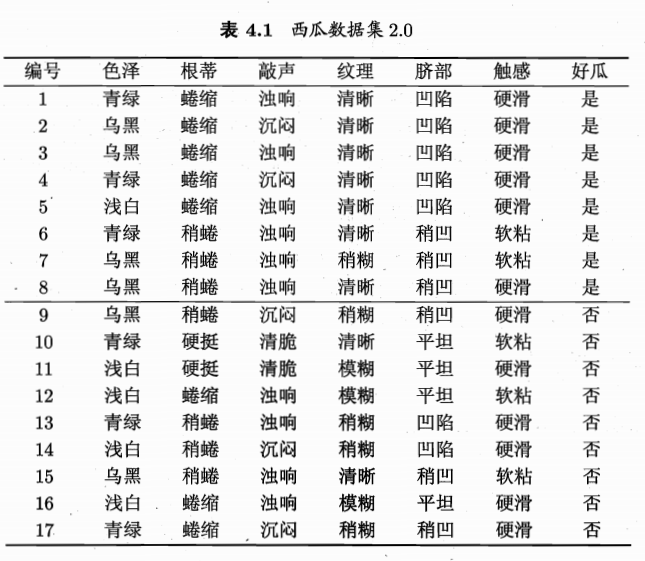 表 4.1 西瓜数据集 2.0
编号 色泽 根蒂 敲声 纹理 脐部 触感 好瓜
1 青绿 蜷缩 浊响 清晰 凹陷 硬滑 是
2 乌黑 蜷缩 沉闷 清晰 凹陷 硬滑 是
3 乌黑 蜷缩 浊响 清晰 凹陷 硬滑 是
4 青绿 蜷缩 沉闷 清晰 凹陷 硬滑 是
5 浅白 蜷缩 浊响 清晰 凹陷 硬滑 是
6 青绿 稍蜷 浊响 清晰 稍凹 软粘 是
7 乌黑 稍蜷 浊响 稍糊 稍凹 软粘 是
8 乌黑 稍蜷 浊响 清晰 稍凹 硬滑 是
9 乌黑 稍蜷 沉闷 稍糊 稍凹 硬滑 否
10 青绿 硬挺 清脆 清晰 平坦 软粘 否
11 浅白 硬挺 清脆 模糊 平坦 硬滑 否
12 浅白 蜷缩 浊响 模糊 平坦 软粘 否
13 青绿 稍蜷 浊响 稍糊 凹陷 硬滑 否
14 浅白 稍蜷 沉闷 稍糊 凹陷 硬滑 否
15 乌黑 稍蜷 浊响 清晰 稍凹 软粘 否
16 浅白 蜷缩 浊响 模糊 平坦 硬滑 否
17 青绿 蜷缩 沉闷 稍糊 稍凹 硬滑 否